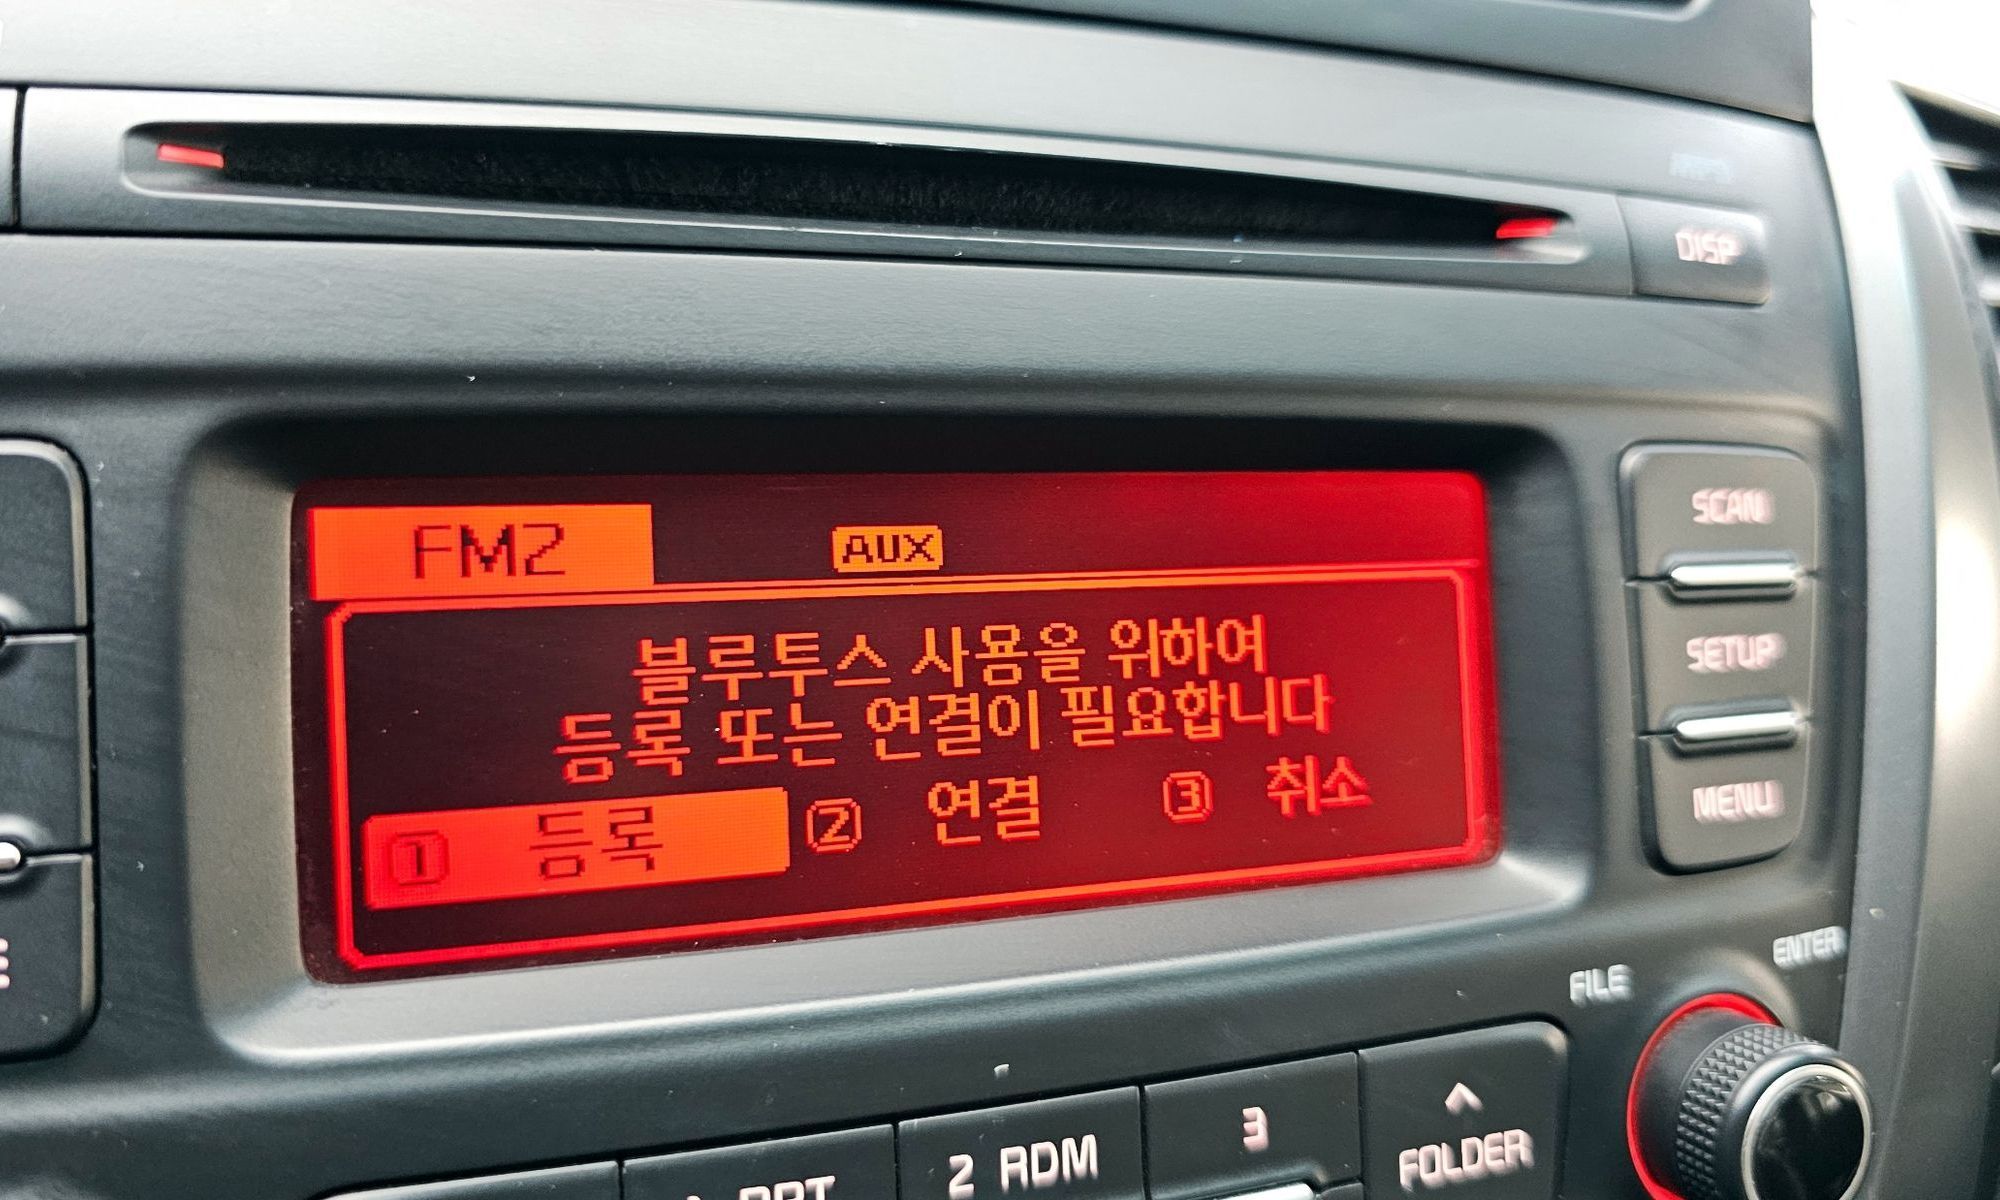 DISP
FM2 AUX
블루투스 사용을 위하여
등록 또는 연결이 필요합니다
1 등록 2 연결 3 취소
SCAN
SETUP
MENU
FILE
ENTER
RPT
2 RDM
3
^
FOLDER